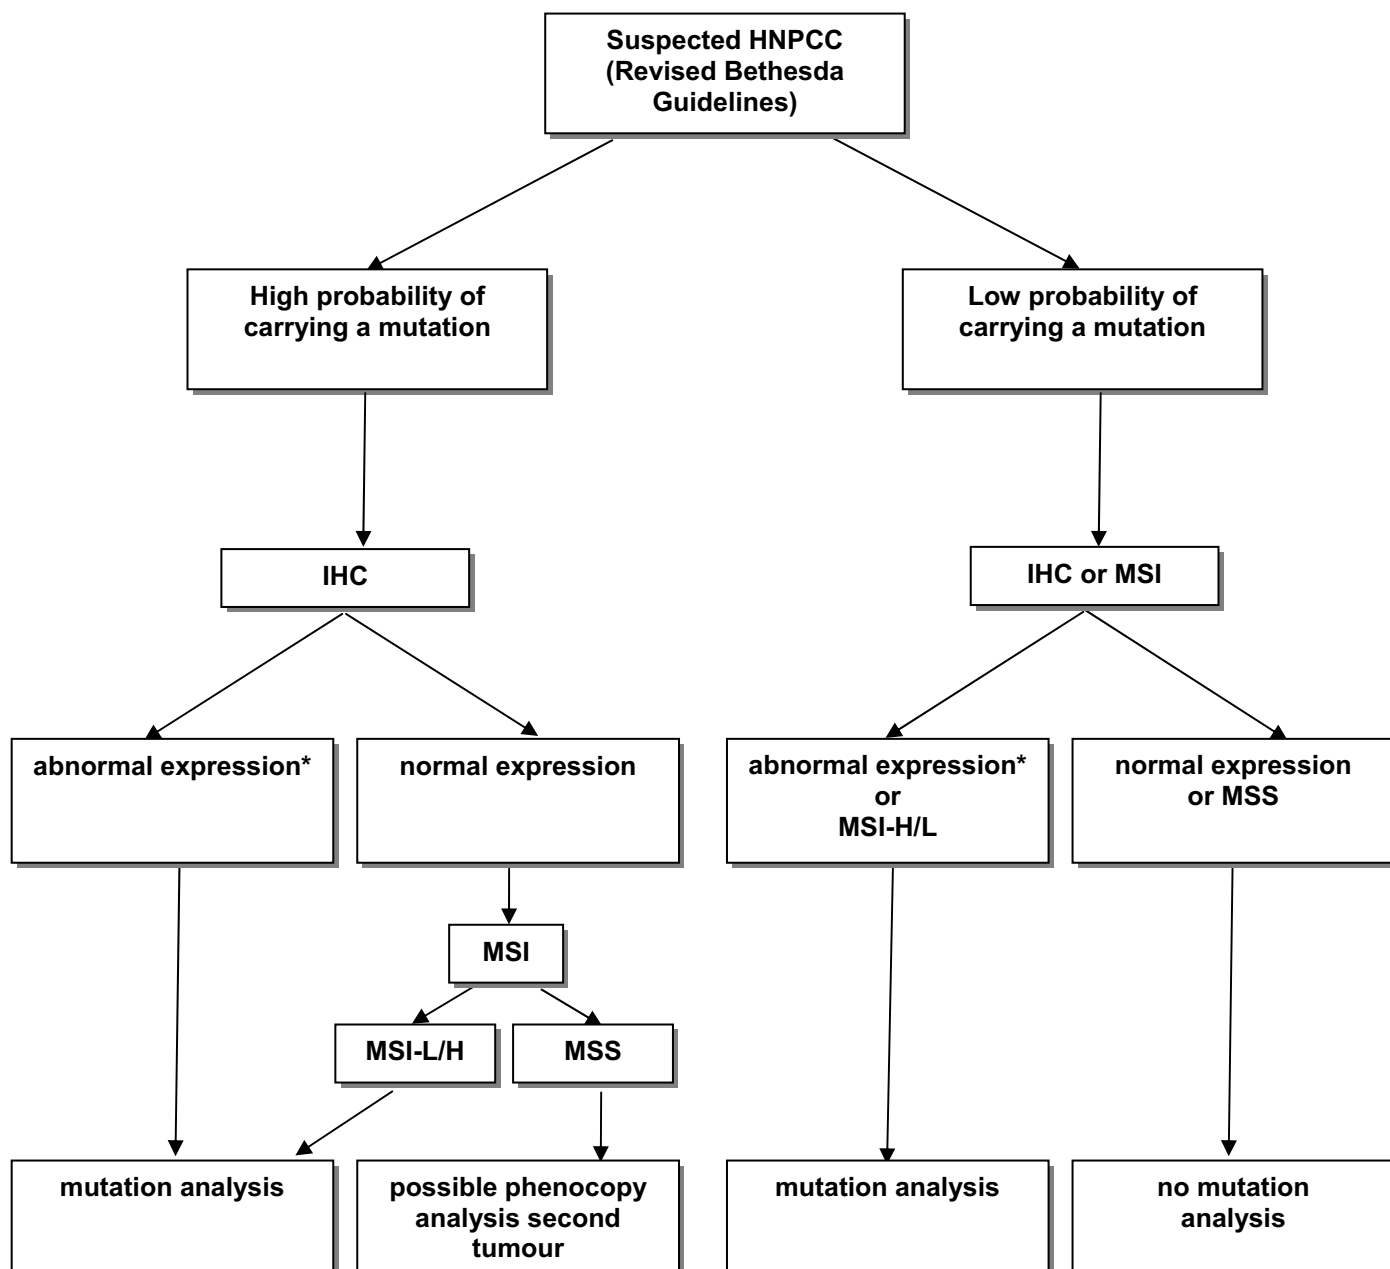 Suspected HNPCC
(Revised Bethesda
Guidelines)
High probability of
carrying a mutation
Low probability of
carrying a mutation
IHC
IHC or MSI
abnormal expression*
normal expression
abnormal expression*
or
MSI-H/L
normal expression
or MSS
MSI
MSI-L/H
MSS
mutation analysis
possible phenocopy
analysis second
tumour
mutation analysis
no mutation
analysis